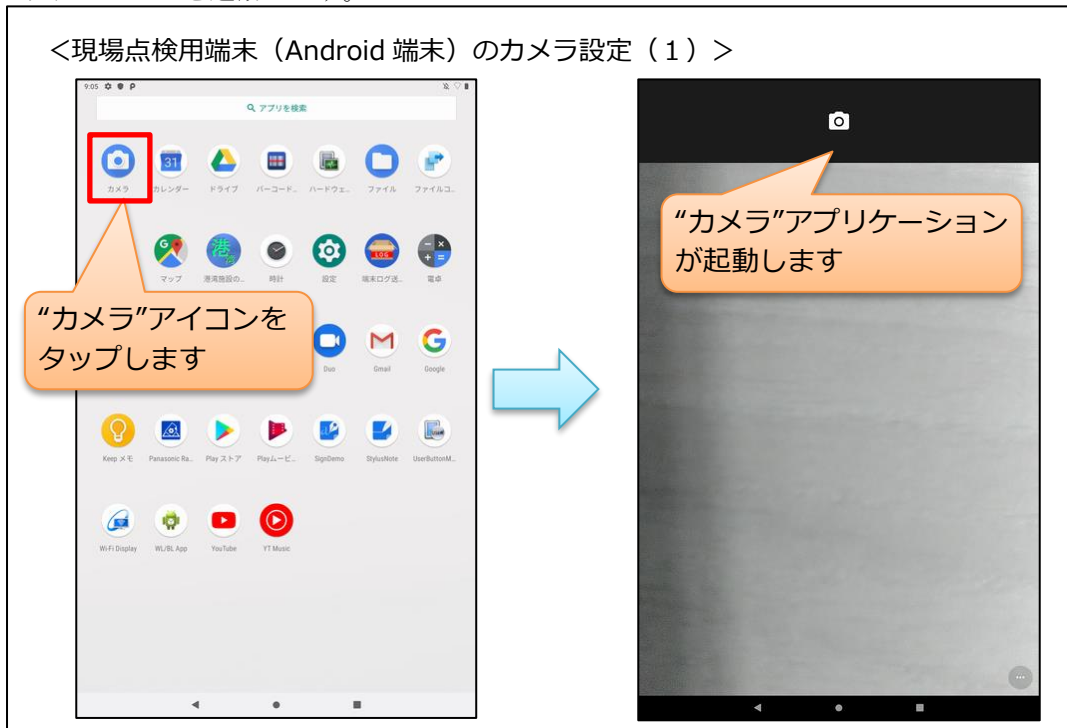 <現場点検用端末（Android 端末）のカメラ設定（１）>
9:05
アプリを検索
カメラ
31
カレンダー
ドライブ
バーコード…
ハードウェ…
ファイル
ファイルコ…
マップ
港
港湾施設の…
時計
設定
LOG
端末ログ送…
電卓
“カメラ”アイコンを
タップします
Duo
Gmail
Google
Keep メモ
Panasonic Ra…
Play ストア
Playムービ…
SignDemo
StylusNote
UserButtonM…
Wi-Fi Display
WL/BL App
YouTube
YT Music
“カメラ”アプリケーション
が起動します